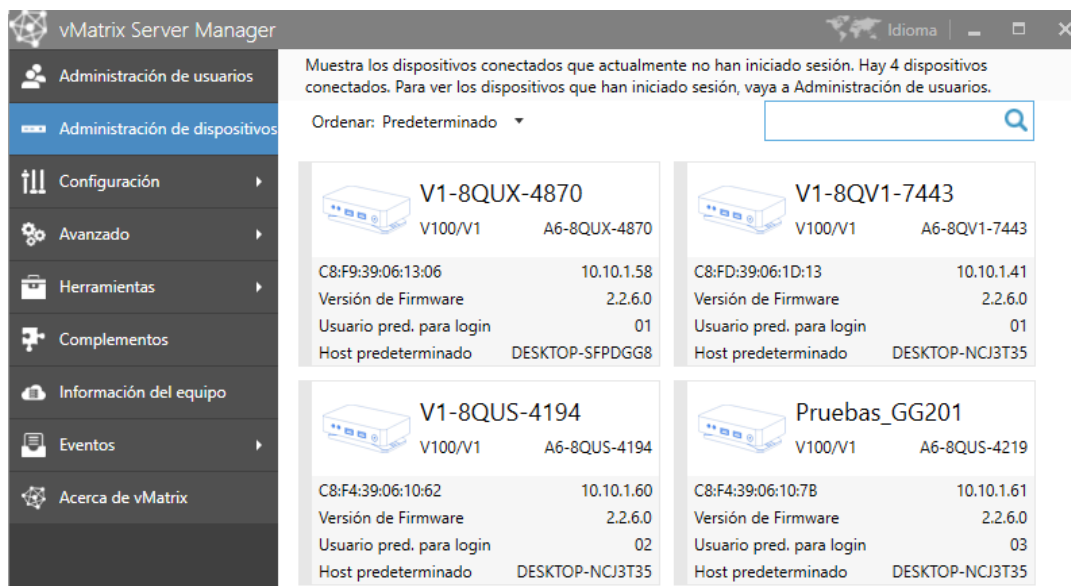 vMatrix Server Manager
Idioma
Administración de usuarios
Administración de dispositivos
Configuración
Avanzado
Herramientas
Complementos
Información del equipo
Eventos
Acerca de vMatrix
Muestra los dispositivos conectados que actualmente no han iniciado sesión. Hay 4 dispositivos
conectados. Para ver los dispositivos que han iniciado sesión, vaya a Administración de usuarios.
Ordenar: Predeterminado
V1-8QUX-4870
V100/V1 A6-8QUX-4870
C8:F9:39:06:13:06 10.10.1.58
Versión de Firmware 2.2.6.0
Usuario pred. para login 01
Host predeterminado DESKTOP-SFPDGG8
V1-8QV1-7443
V100/V1 A6-8QV1-7443
C8:FD:39:06:1D:13 10.10.1.41
Versión de Firmware 2.2.6.0
Usuario pred. para login 01
Host predeterminado DESKTOP-NCJ3T35
V1-8QUS-4194
V100/V1 A6-8QUS-4194
C8:F4:39:06:10:62 10.10.1.60
Versión de Firmware 2.2.6.0
Usuario pred. para login 02
Host predeterminado DESKTOP-NCJ3T35
Pruebas_GG201
V100/V1 A6-8QUS-4219
C8:F4:39:06:10:7B 10.10.1.61
Versión de Firmware 2.2.6.0
Usuario pred. para login 03
Host predeterminado DESKTOP-NCJ3T35